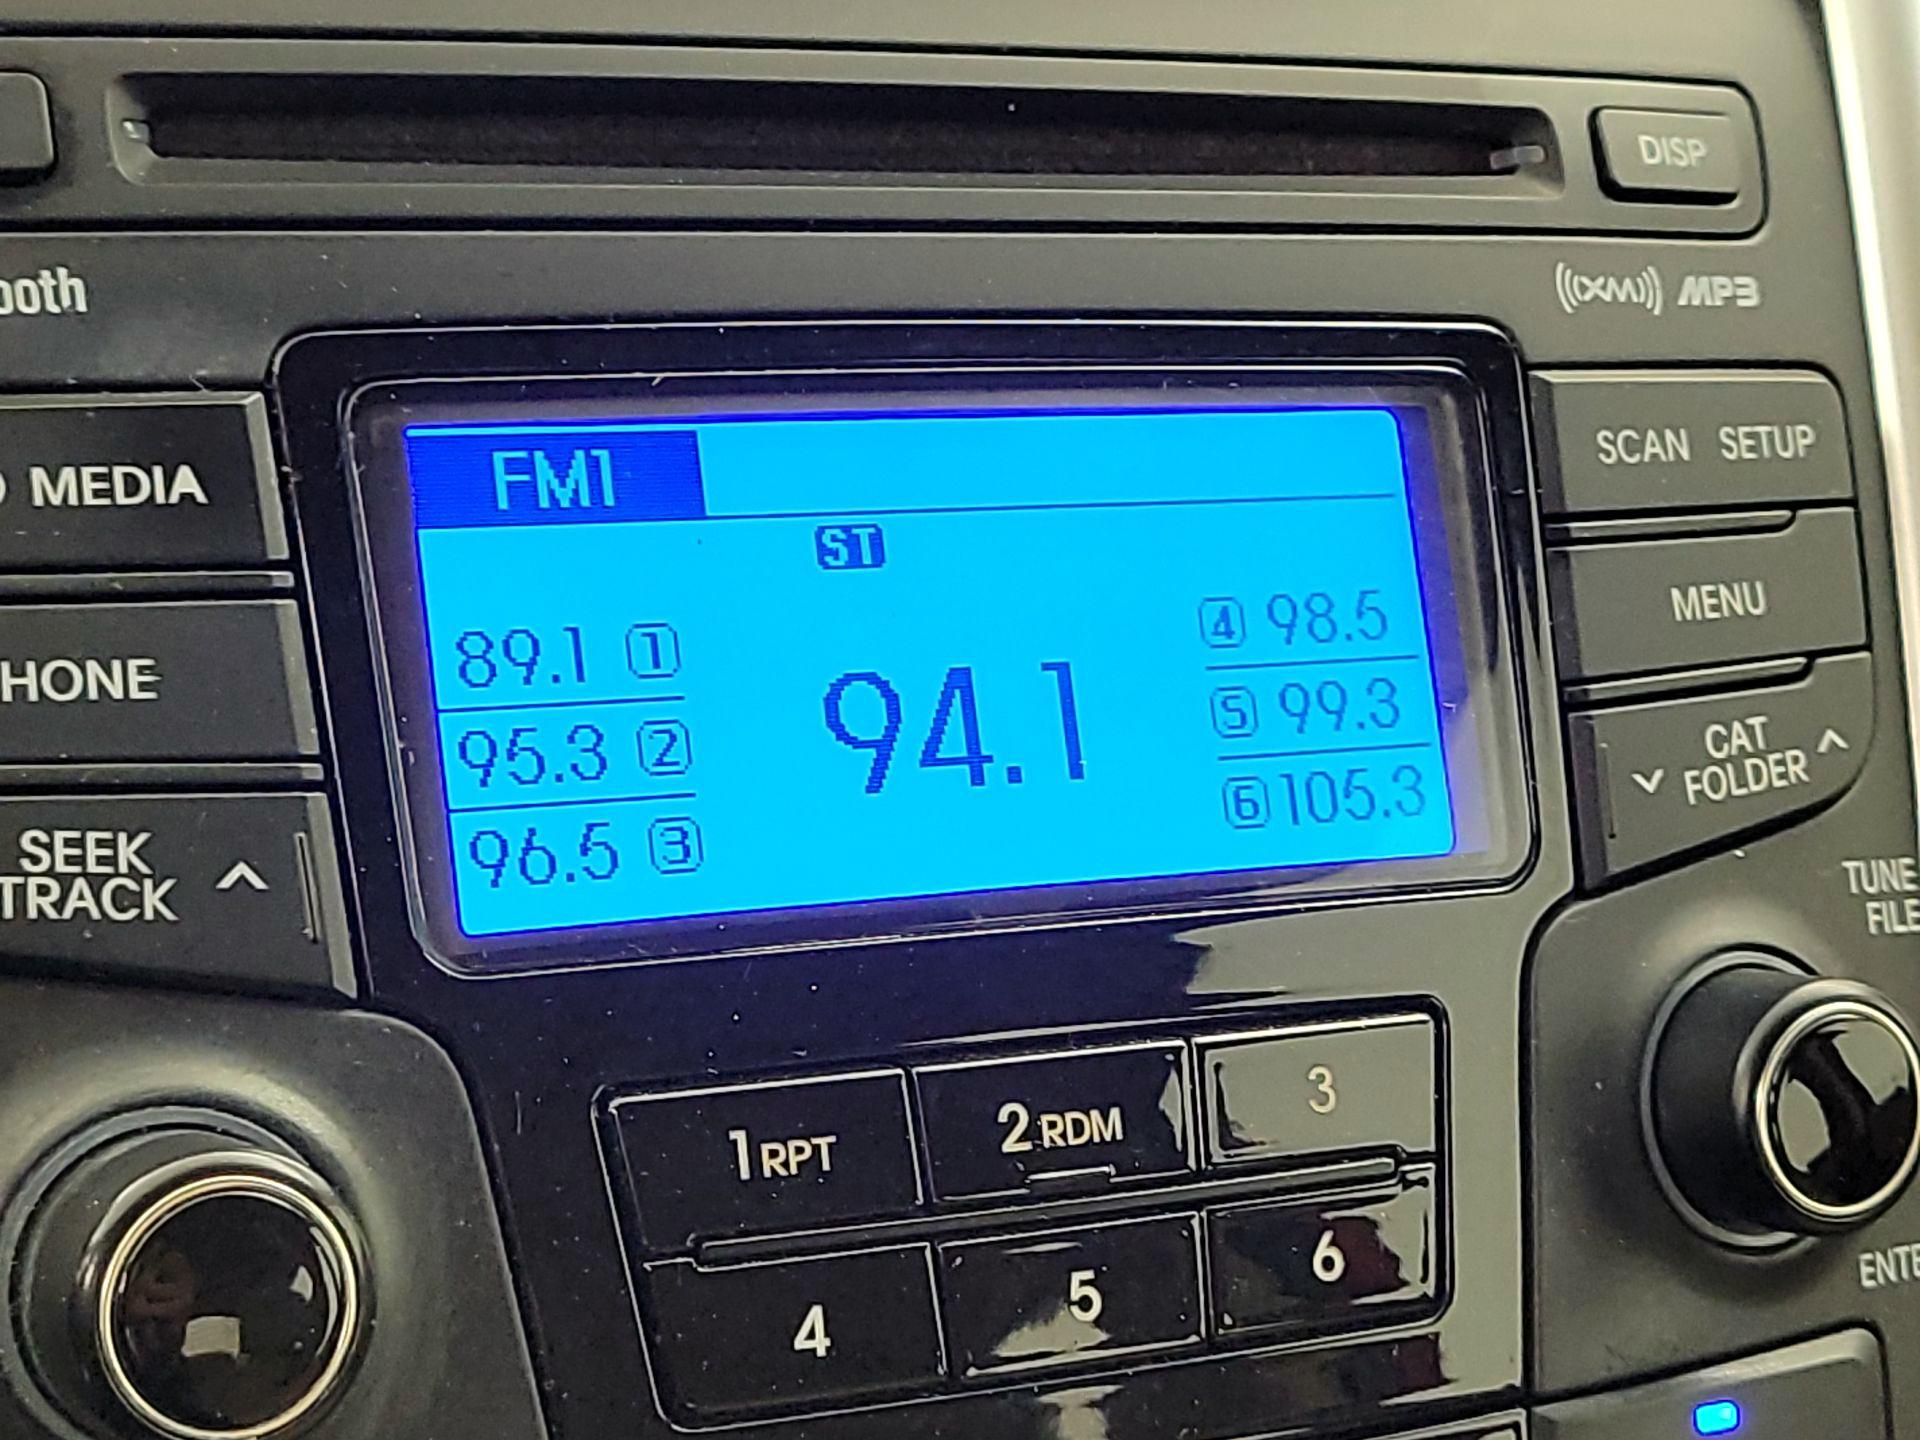 DISP
ooth
XM MP3
MEDIA
SCAN SETUP
HONE
MENU
SEEK
TRACK ^
CAT
FOLDER
TUNE
FILE
FM1
ST
89.1 1
95.3 2
96.5 3
94.1
4 98.5
5 99.3
6 105.3
1 RPT
2 RDM
3
4
5
6
ENTE